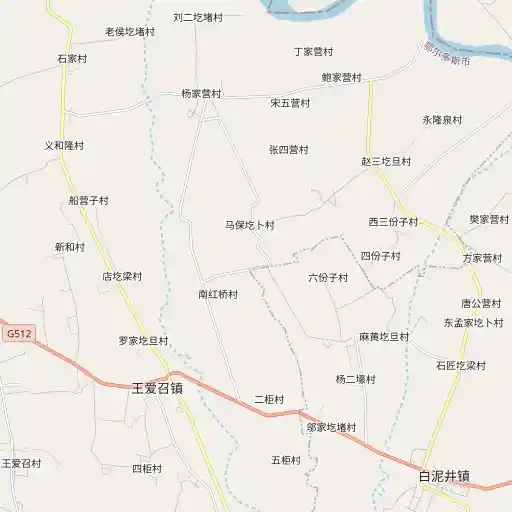 刘二圪堵村
老侯圪堵村
丁家营村
鄂尔多斯市
石家村
鲍家营村
杨家营村
宋五营村
永隆泉村
义和隆村
张四营村
赵三圪旦村
船营子村
马保圪卜村
西三份子村
樊家营村
新和村
四份子村
方家营村
店圪梁村
六份子村
南红桥村
唐公营村
东孟家圪卜村
G512
罗家圪旦村
麻黄圪旦村
石匠圪梁村
杨二壕村
王爱召镇
二柜村
邬家圪堵村
王爱召村
四柜村
五柜村
白泥井镇